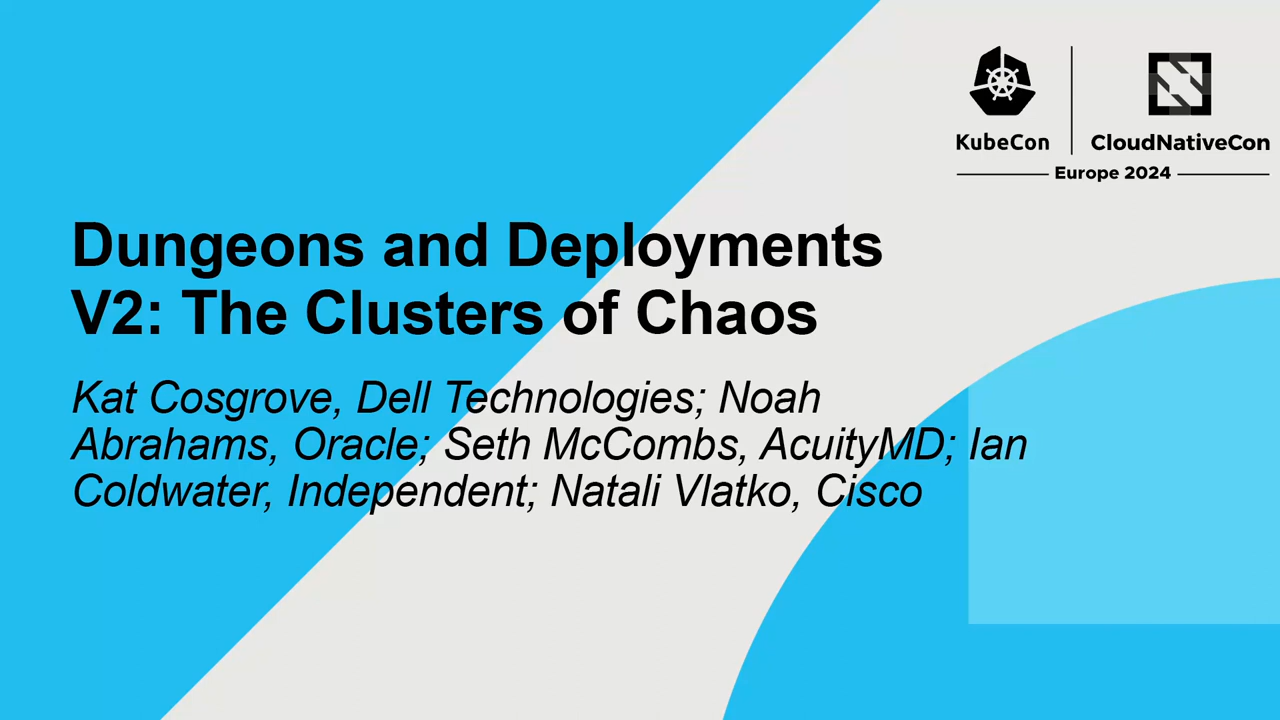 KubeCon
CloudNativeCon
Europe 2024
Dungeons and Deployments
V2: The Clusters of Chaos
Kat Cosgrove, Dell Technologies; Noah
Abrahams, Oracle; Seth McCombs, AcuityMD; Ian
Coldwater, Independent; Natali Vlatko, Cisco